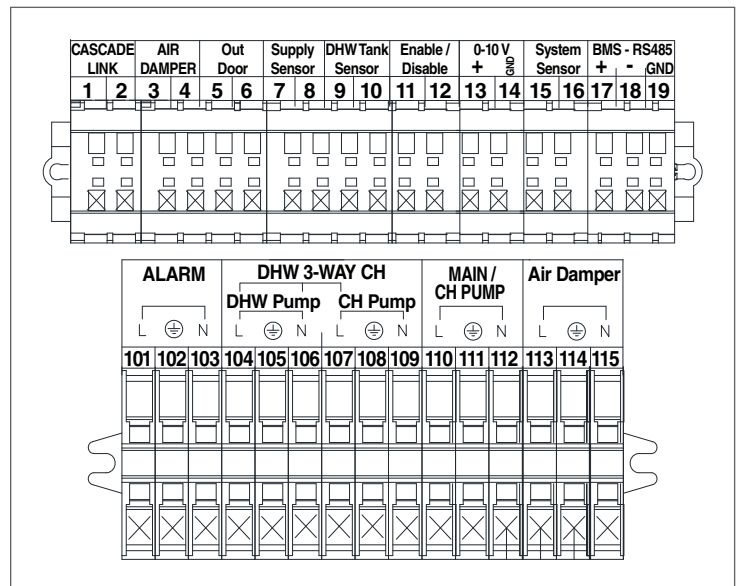 CASCADE AIR Out Supply DHW Tank Enable / 0-10 V System BMS - RS485
LINK DAMPER Door Sensor Sensor Disable + GND Sensor + - GND
1 2 3 4 5 6 7 8 9 10 11 12 13 14 15 16 17 18 19
GND
ALARM DHW 3-WAY CH MAIN / Air Damper
DHW Pump CH Pump CH PUMP
L N L N L N L N L N
101 102 103 104 105 106 107 108 109 110 111 112 113 114 115